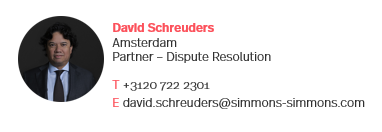 David Schreuders
Amsterdam
Partner – Dispute Resolution
T +3120 722 2301
E david.schreuders@simmons-simmons.com